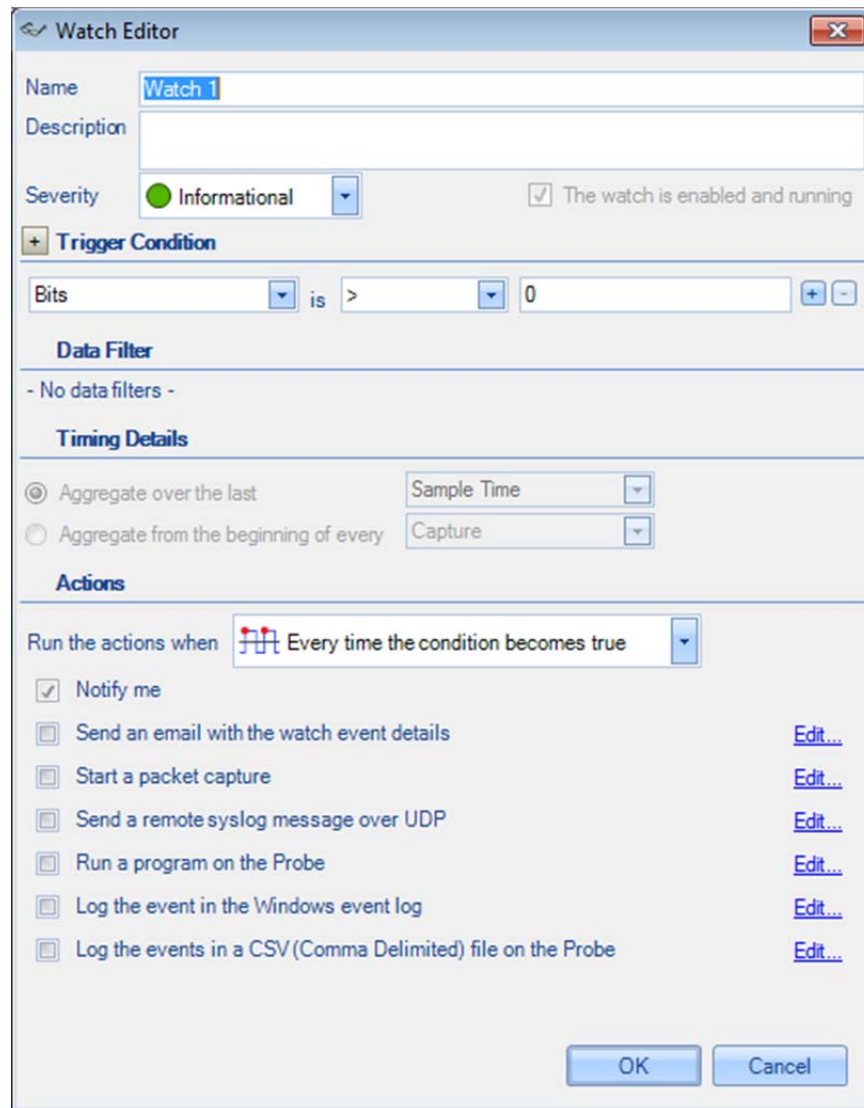 Watch Editor
Name Watch 1
Description
Severity Informational The watch is enabled and running
+ Trigger Condition
Bits is > 0 + -
Data Filter
- No data filters -
Timing Details
Aggregate over the last Sample Time
Aggregate from the beginning of every Capture
Actions
Run the actions when Every time the condition becomes true
Notify me
Send an email with the watch event details Edit...
Start a packet capture Edit...
Send a remote syslog message over UDP Edit...
Run a program on the Probe Edit...
Log the event in the Windows event log Edit...
Log the events in a CSV (Comma Delimited) file on the Probe Edit...
OK Cancel